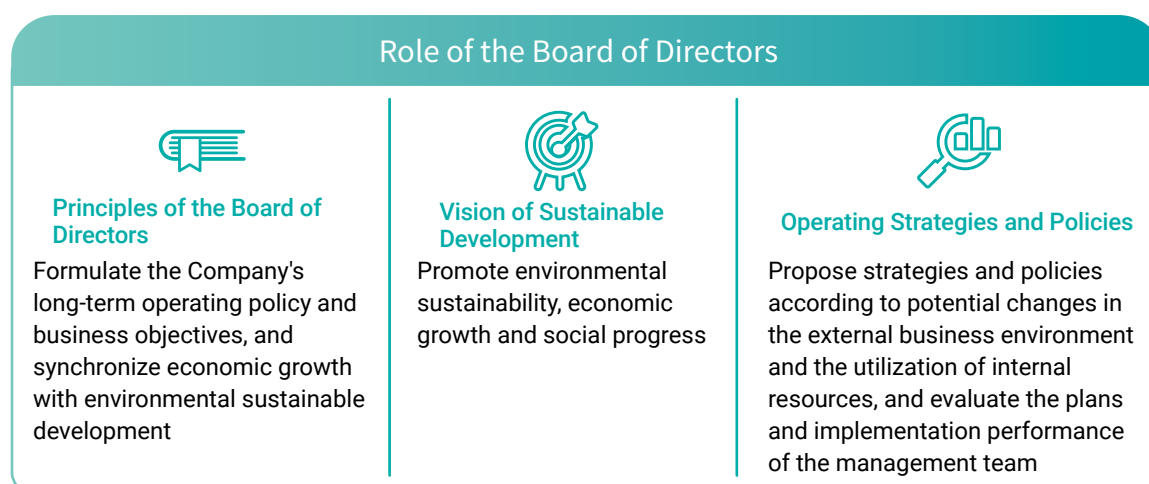 Role of the Board of Directors
Principles of the Board of
Directors
Formulate the Company's
long-term operating policy and
business objectives, and
synchronize economic growth
with environmental sustainable
development
Vision of Sustainable
Development
Promote environmental
sustainability, economic
growth and social progress
Operating Strategies and Policies
Propose strategies and policies
according to potential changes in
the external business environment
and the utilization of internal
resources, and evaluate the plans
and implementation performance
of the management team